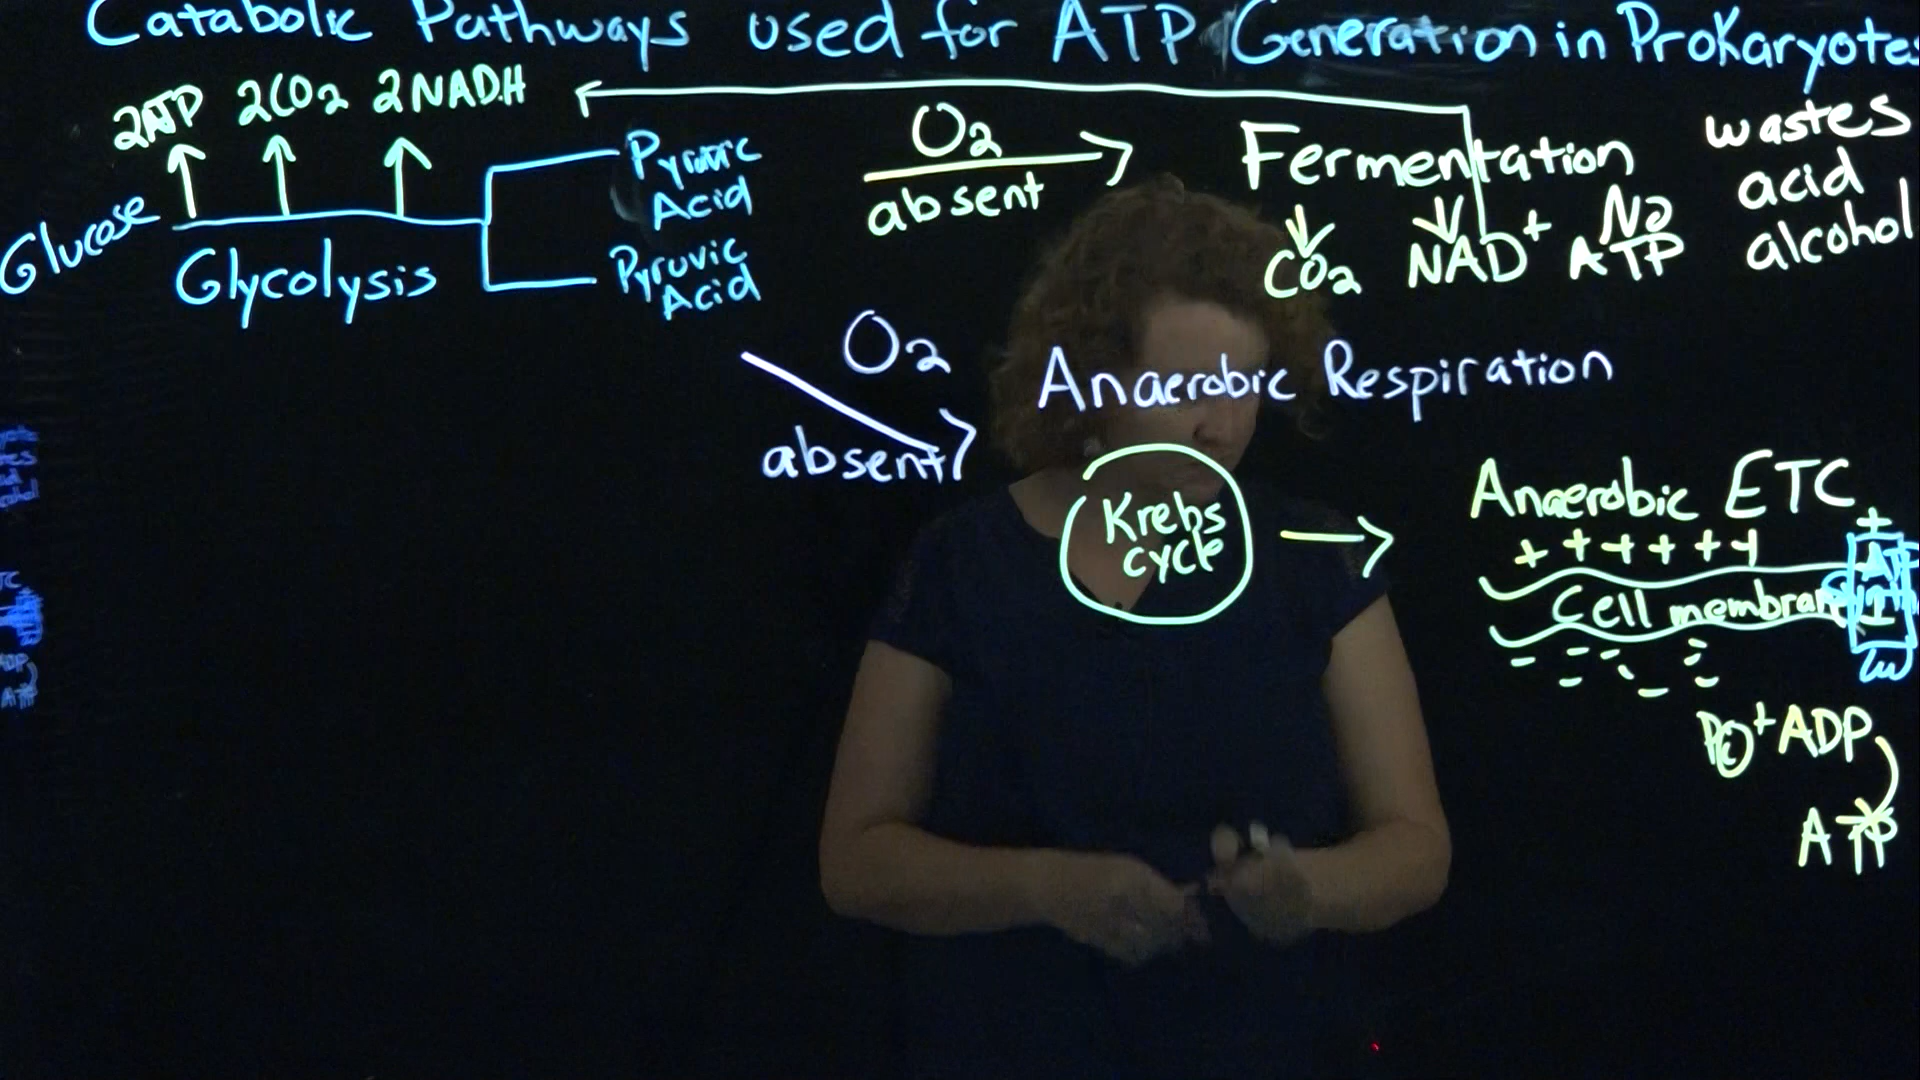 Catabolic Pathways used for ATP Generation in Prokaryotes
2ATP 2CO2 2NADH
Glucose
Glycolysis
Pyruvic
Acid
Pyruvic
Acid
O2
absent
Fermentation
CO2 NAD+ No
ATP
wastes
acid
alcohol
O2
absent
Anaerobic Respiration
Krebs
cycle
Anaerobic ETC
+ + + + + + +
Cell membrane
- - - - - - -
+ ADP
ATP